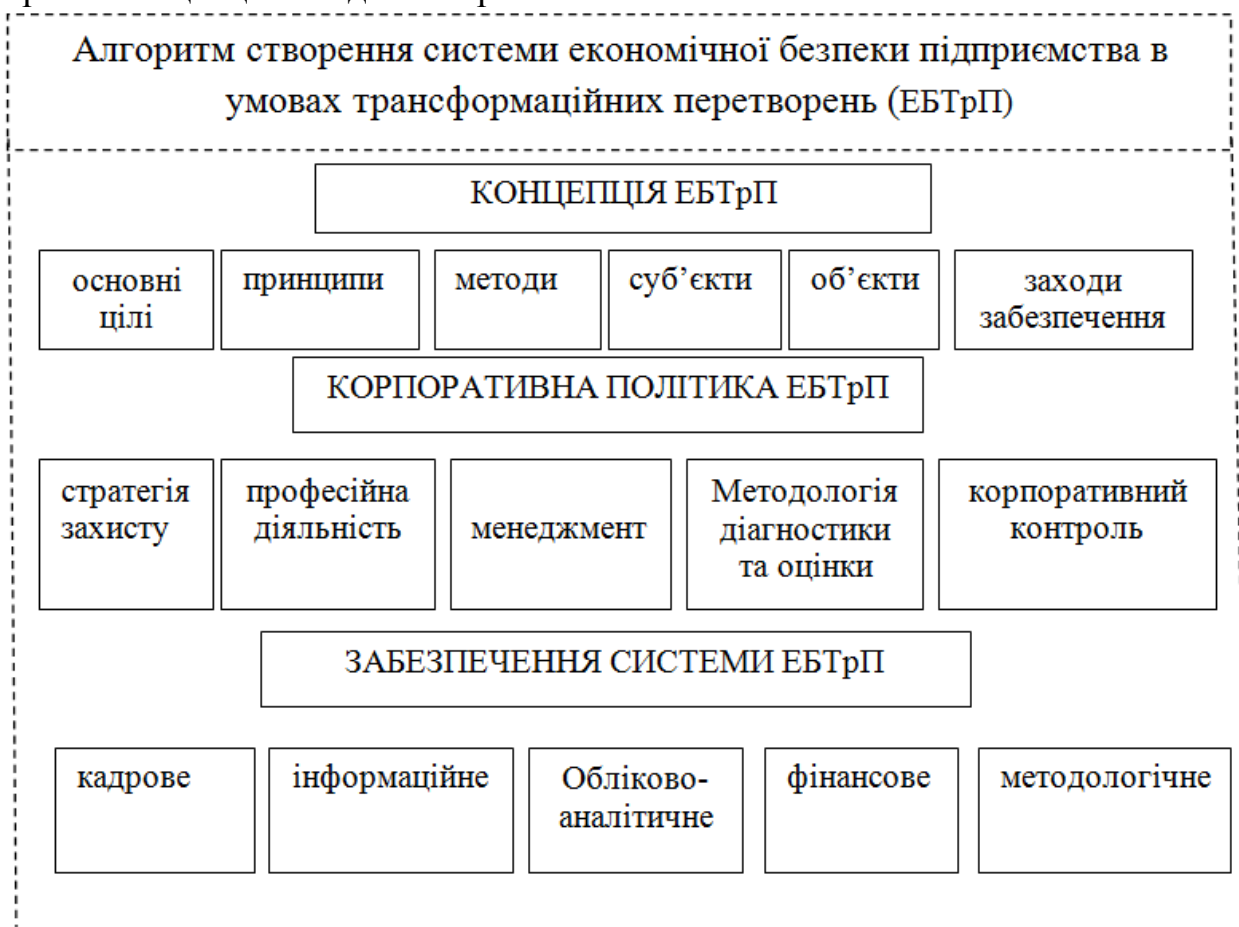 Алгоритм створення системи економічної безпеки підприємства в
умовах трансформаційних перетворень (ЕБТрП)
КОНЦЕПЦІЯ ЕБТрП
основні
цілі
принципи
методи
суб’єкти
об’єкти
заходи
забезпечення
КОРПОРАТИВНА ПОЛІТИКА ЕБТрП
стратегія
захисту
професійна
діяльність
менеджмент
Методологія
діагностики
та оцінки
корпоративний
контроль
ЗАБЕЗПЕЧЕННЯ СИСТЕМИ ЕБТрП
кадрове
інформаційне
Обліково-
аналітичне
фінансове
методологічне